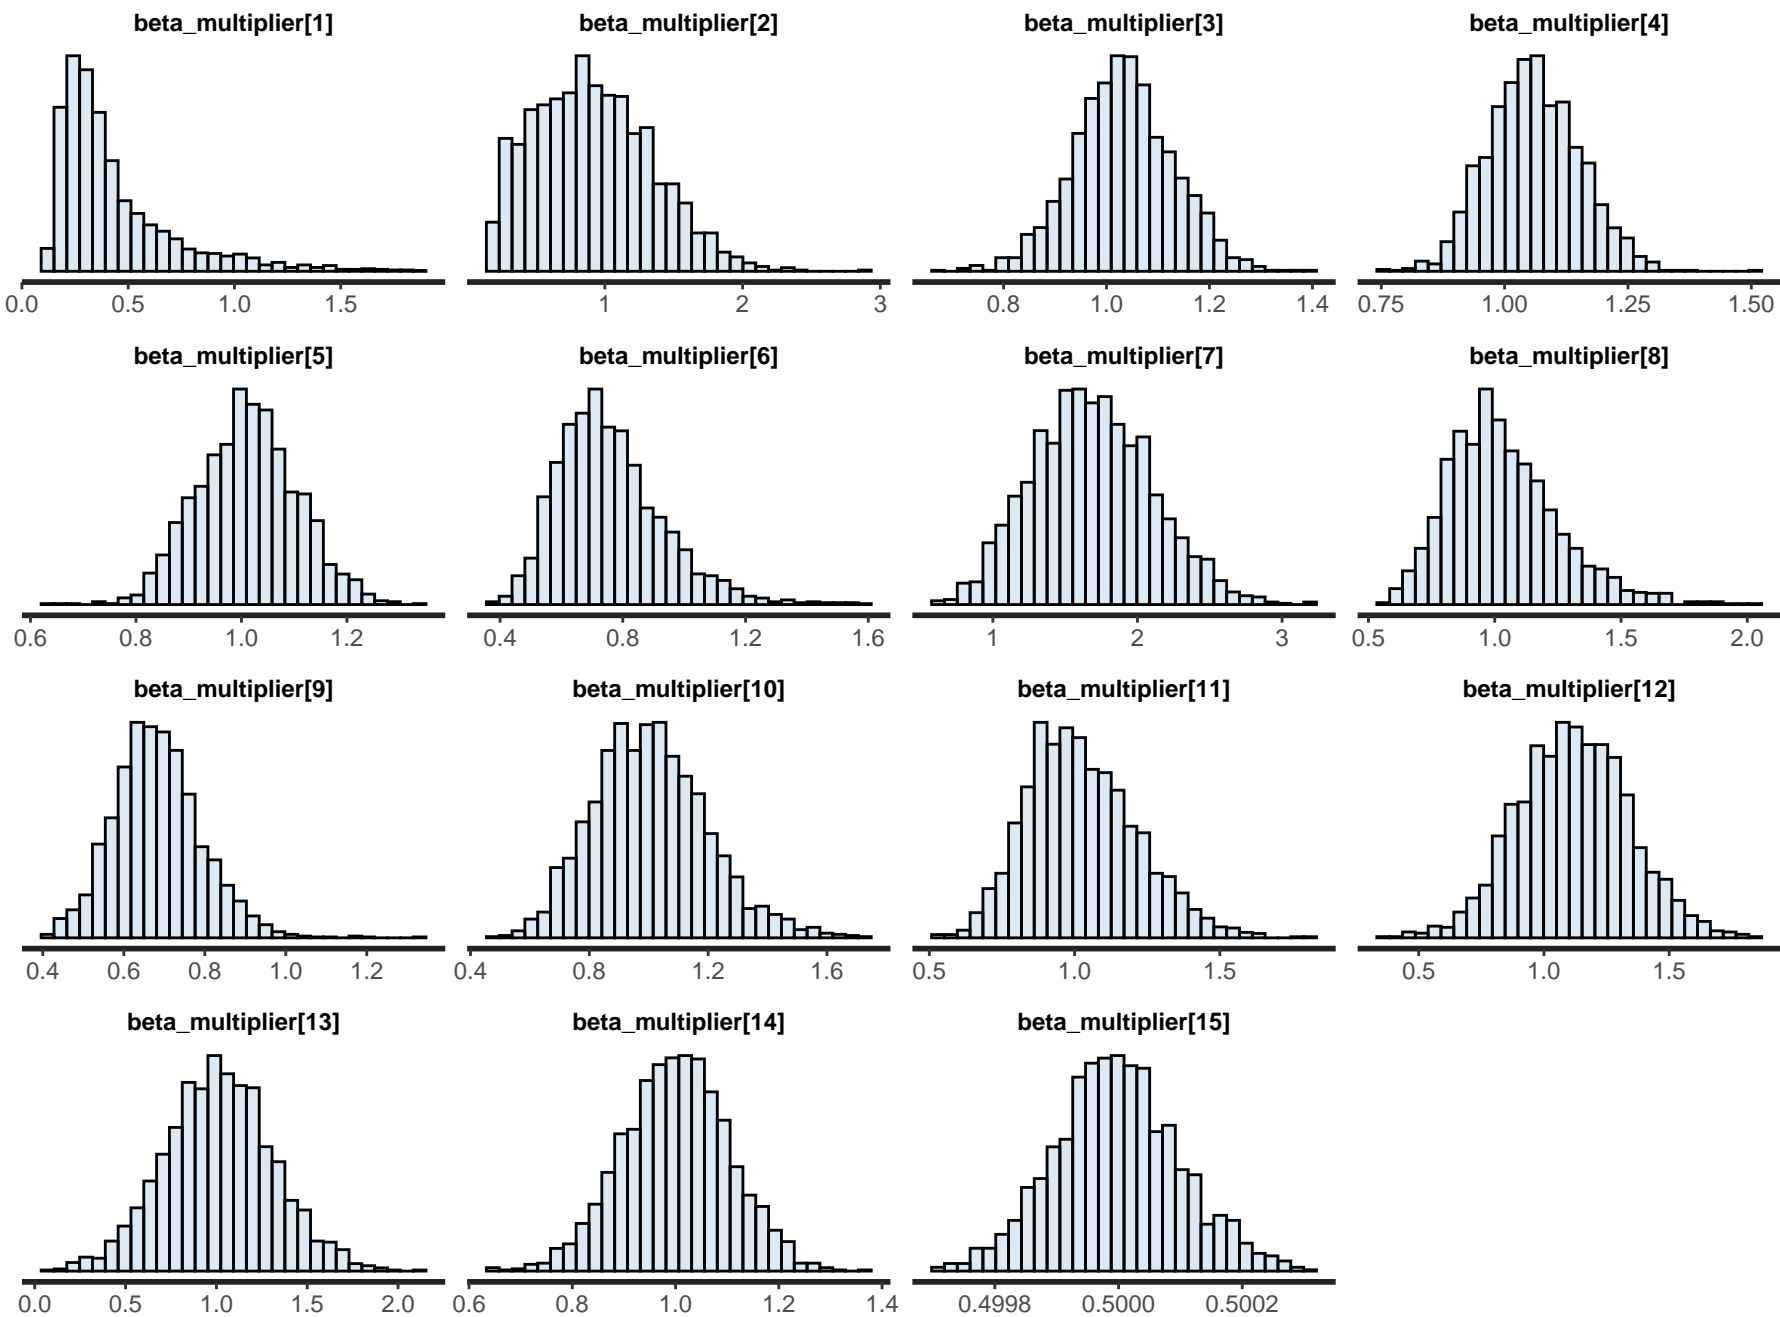 beta_multiplier[1] beta_multiplier[2] beta_multiplier[3] beta_multiplier[4]
0.0 0.5 1.0 1.5 1 2 3 0.8 1.0 1.2 1.4 0.75 1.00 1.25 1.50
beta_multiplier[5] beta_multiplier[6] beta_multiplier[7] beta_multiplier[8]
0.6 0.8 1.0 1.2 0.4 0.8 1.2 1.6 1 2 3 0.5 1.0 1.5 2.0
beta_multiplier[9] beta_multiplier[10] beta_multiplier[11] beta_multiplier[12]
0.4 0.6 0.8 1.0 1.2 0.4 0.8 1.2 1.6 0.5 1.0 1.5 0.5 1.0 1.5
beta_multiplier[13] beta_multiplier[14] beta_multiplier[15]
0.0 0.5 1.0 1.5 2.0 0.6 0.8 1.0 1.2 1.4 0.4998 0.5000 0.5002